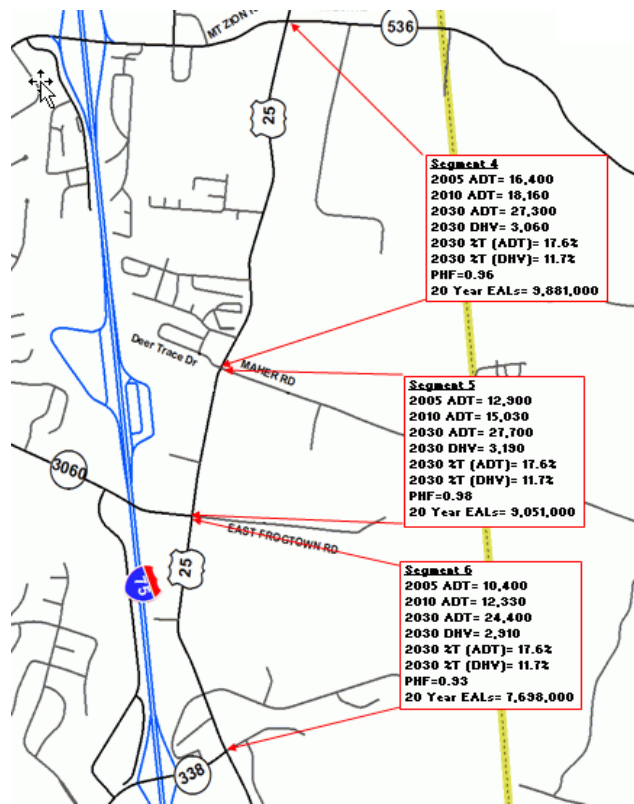 MT ZION R
536
25
Segment 4
2005 ADT= 16,400
2010 ADT= 18,160
2030 ADT= 27,300
2030 DHV= 3,060
2030 %T (ADT)= 17.6%
2030 %T (DHV)= 11.7%
PHF=0.96
20 Year EALs= 9,881,000
Deer Trace Dr
MAHER RD
Segment 5
2005 ADT= 12,900
2010 ADT= 15,030
2030 ADT= 27,700
2030 DHV= 3,190
2030 %T (ADT)= 17.6%
2030 %T (DHV)= 11.7%
PHF=0.98
20 Year EALs= 9,051,000
3060
EAST FROGTOWN RD
25
Segment 6
2005 ADT= 10,400
2010 ADT= 12,330
2030 ADT= 24,400
2030 DHV= 2,910
2030 %T (ADT)= 17.6%
2030 %T (DHV)= 11.7%
PHF=0.93
20 Year EALs= 7,698,000
338